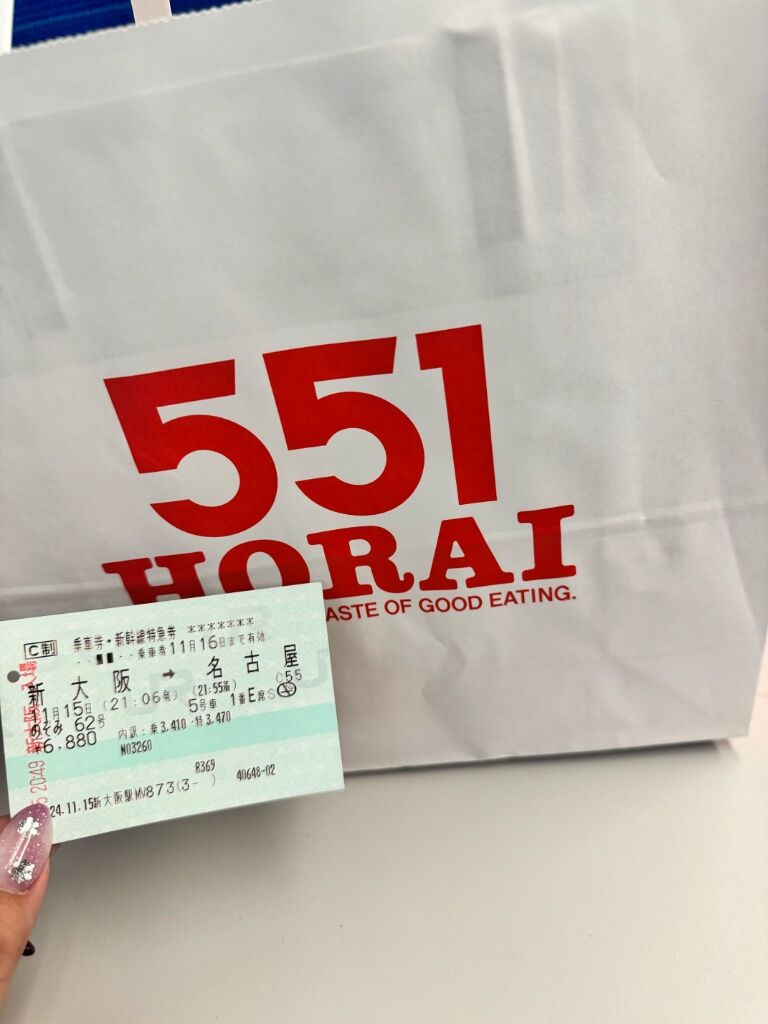 551
HORAI
ASTE OF GOOD EATING.
C制 乗車券・新幹線特急券 *******
乗車券11月16日まで有効
新大阪 → 名古屋
1月15日 (21:06発) (21:55着) C55
のぞみ 62号 5号車 1番E席
¥6,880 内訳:乗3,410・特3,470
N03260
R369
24.11.15新大阪駅MV873(3- ) 40648-02
20:49